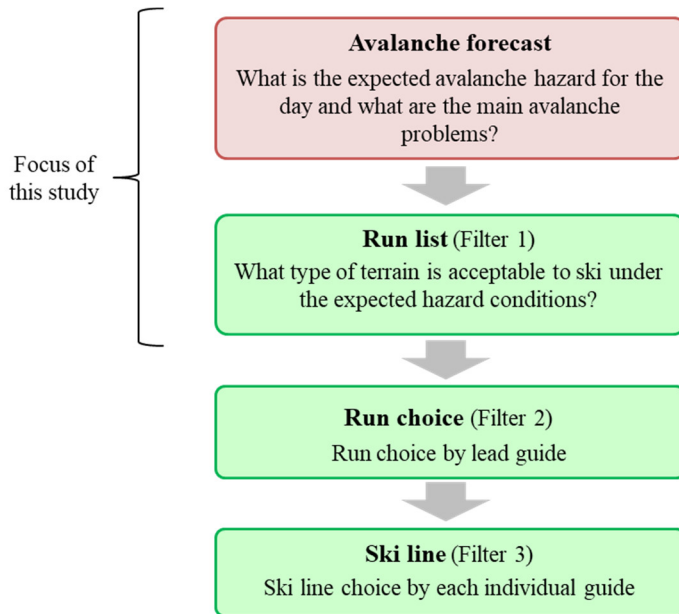 Avalanche forecast
What is the expected avalanche hazard for the
day and what are the main avalanche
problems?
Focus of
this study
Run list (Filter 1)
What type of terrain is acceptable to ski under
the expected hazard conditions?
Run choice (Filter 2)
Run choice by lead guide
Ski line (Filter 3)
Ski line choice by each individual guide